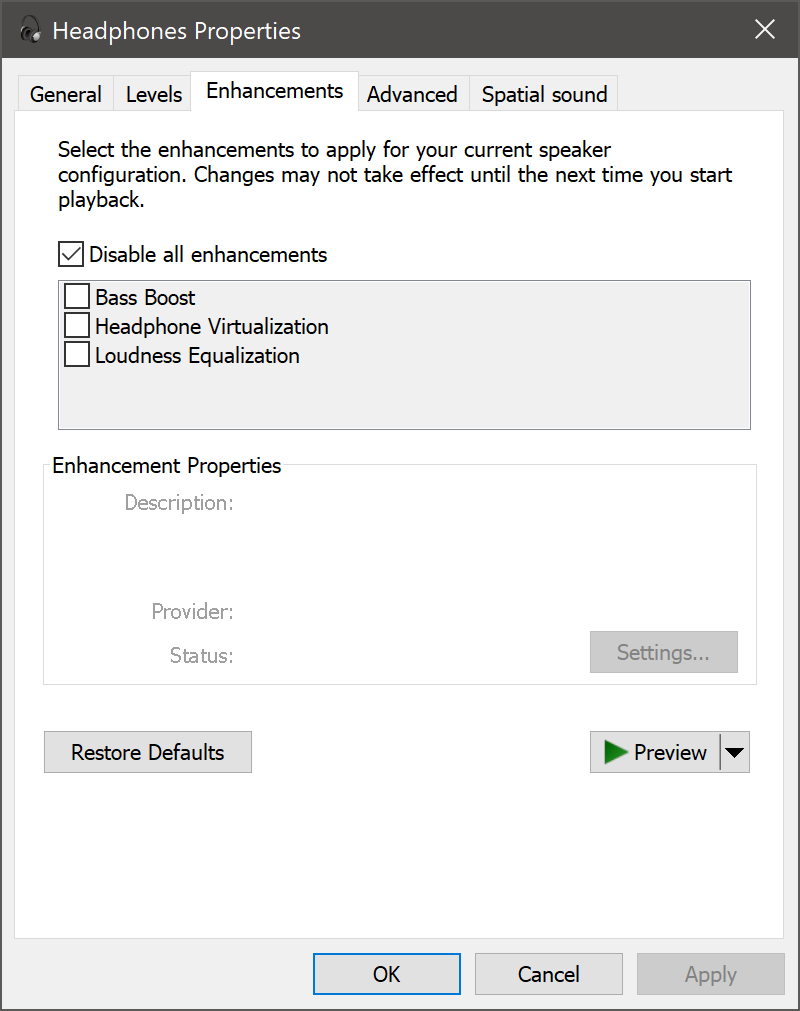 Headphones Properties
General
Levels
Enhancements
Advanced
Spatial sound
Select the enhancements to apply for your current speaker
configuration. Changes may not take effect until the next time you start
playback.
Disable all enhancements
Bass Boost
Headphone Virtualization
Loudness Equalization
Enhancement Properties
Description:
Provider:
Status:
Settings...
Restore Defaults
Preview
OK
Cancel
Apply